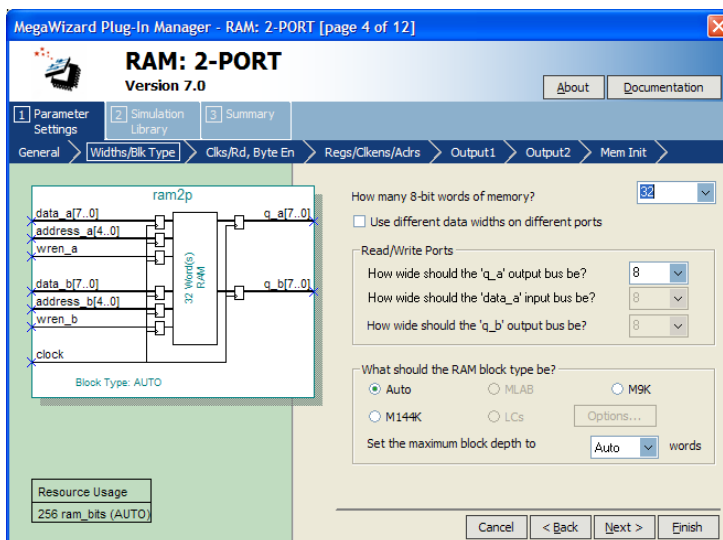 MegaWizard Plug-In Manager - RAM: 2-PORT [page 4 of 12]
RAM: 2-PORT
Version 7.0
About
Documentation
1 Parameter Settings
2 Simulation Library
3 Summary
General
Widths/Blk Type
Clks/Rd, Byte En
Regs/Clkens/Aclrs
Output1
Output2
Mem Init
ram2p
data_a[7..0]
address_a[4..0]
wren_a
data_b[7..0]
address_b[4..0]
wren_b
clock
32 Word(s)
RAM
q_a[7..0]
q_b[7..0]
Block Type: AUTO
Resource Usage
256 ram_bits (AUTO)
How many 8-bit words of memory?
32
Use different data widths on different ports
Read/Write Ports
How wide should the 'q_a' output bus be?
8
How wide should the 'data_a' input bus be?
8
How wide should the 'q_b' output bus be?
8
What should the RAM block type be?
Auto
MLAB
M9K
M144K
LCs
Options...
Set the maximum block depth to
Auto
words
Cancel
< Back
Next >
Finish